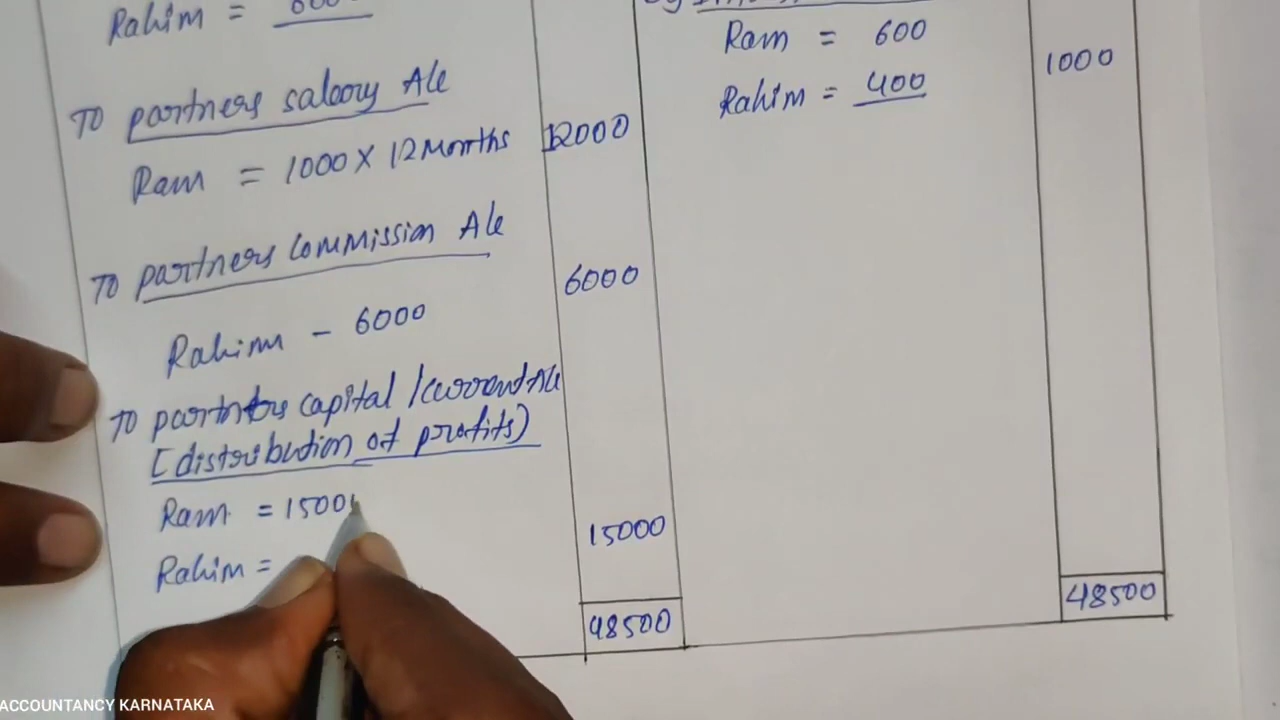 Rahim =
TO partners salary A/c
Ram = 1000 X 12 Months 12000
TO partners Commission A/c
6000
Rahim - 6000
TO partners capital / current A/c
[distribution of profits)
Ram = 1500
15000
Rahim =
48500
Ram = 600
1000
Rahim = 400
48500
ACCOUNTANCY KARNATAKA